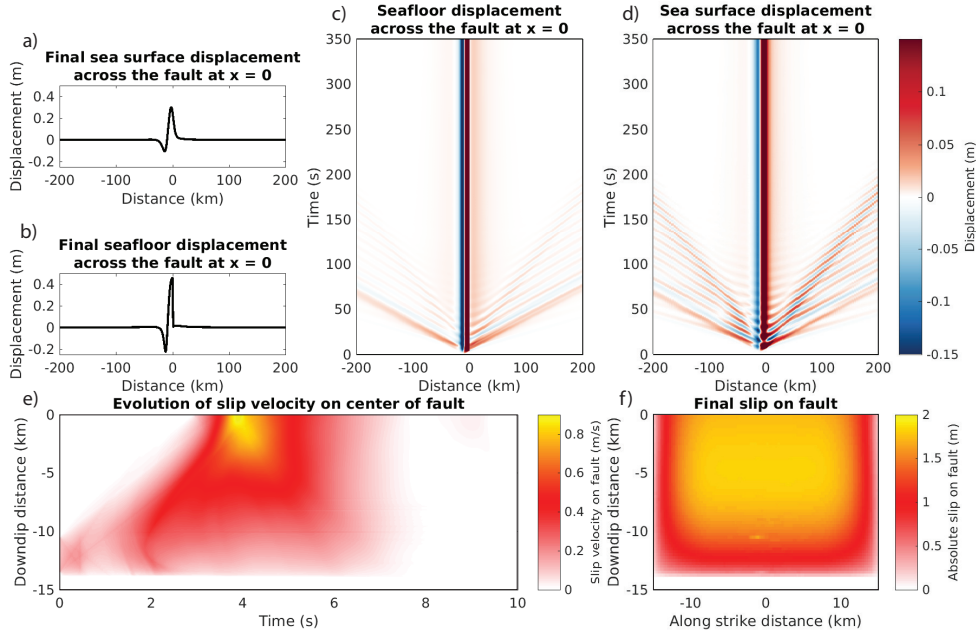 a)
Final sea surface displacement
across the fault at x = 0
Displacement (m)
0.4
0.2
0
-0.2
-200
-100
0
100
200
Distance (km)
b)
Final seafloor displacement
across the fault at x = 0
Displacement (m)
0.4
0.2
0
-0.2
-200
-100
0
100
200
Distance (km)
c)
Seafloor displacement
across the fault at x = 0
Time (s)
350
300
250
200
150
100
50
0
-200
-100
0
100
200
Distance (km)
d)
Sea surface displacement
across the fault at x = 0
Time (s)
350
300
250
200
150
100
50
0
-200
-100
0
100
200
Distance (km)
0.1
0.05
0
-0.05
-0.1
-0.15
Displacement (m)
e)
Evolution of slip velocity on center of fault
Downdip distance (km)
0
-5
-10
-15
0
2
4
6
8
10
Time (s)
0.8
0.6
0.4
0.2
0
Slip velocity on fault (m/s)
f)
Final slip on fault
Downdip distance (km)
0
-5
-10
-15
-10
0
10
Along strike distance (km)
2
1.5
1
0.5
0
Absolute slip on fault (m)